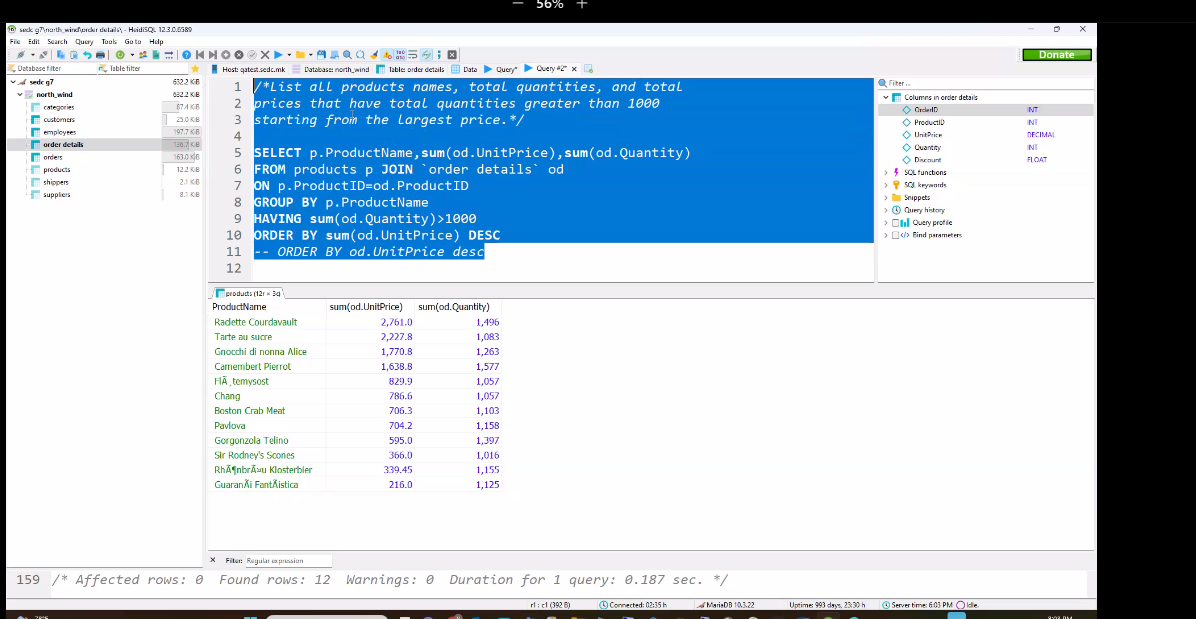 56%
sedc g7\north_wind\order details\ - HeidiSQL 12.3.0.6589
File Edit Search Query Tools Go to Help
Donate
Database filter Table filter
Host: qatest.sedc.mk Database: north_wind Table: order details Data Query* Query #2*
sedc g7 632.2 KiB
north_wind 632.2 KiB
categories 87.4 KiB
customers 25.0 KiB
employees 197.7 KiB
order details
orders 163.0 KiB
products 12.2 KiB
shippers 2.1 KiB
suppliers 8.1 KiB
1 /*List all products names, total quantities, and total
2 prices that have total quantities greater than 1000
3 starting from the largest price.*/
4
5 SELECT p.ProductName,sum(od.UnitPrice),sum(od.Quantity)
6 FROM products p JOIN `order details` od
7 ON p.ProductID=od.ProductID
8 GROUP BY p.ProductName
9 HAVING sum(od.Quantity)>1000
10 ORDER BY sum(od.UnitPrice) DESC
11 -- ORDER BY od.UnitPrice desc
12
Filter...
Columns in order details
OrderID INT
ProductID INT
UnitPrice DECIMAL
Quantity INT
Discount FLOAT
SQL functions
SQL keywords
Snippets
Query history
Query profile
Bind parameters
products (12r × 3c)
ProductName sum(od.UnitPrice) sum(od.Quantity)
Raclette Courdavault 2,761.0 1,496
Tarte au sucre 2,227.8 1,083
Gnocchi di nonna Alice 1,770.8 1,263
Camembert Pierrot 1,638.8 1,577
FlÃ¸temysost 829.9 1,057
Chang 786.6 1,057
Boston Crab Meat 706.3 1,103
Pavlova 704.2 1,158
Gorgonzola Telino 595.0 1,397
Sir Rodney's Scones 366.0 1,016
RhÃ¶nbrÃ¤u Klosterbier 339.45 1,155
GuaranÃ¡ FantÃ¡stica 216.0 1,125
Filter: Regular expression
159 /* Affected rows: 0 Found rows: 12 Warnings: 0 Duration for 1 query: 0.187 sec. */
r1 : c1 (392 B) Connected: 02:35 h MariaDB 10.3.22 Uptime: 993 days, 23:30 h Server time: 6:03 PM Idle.